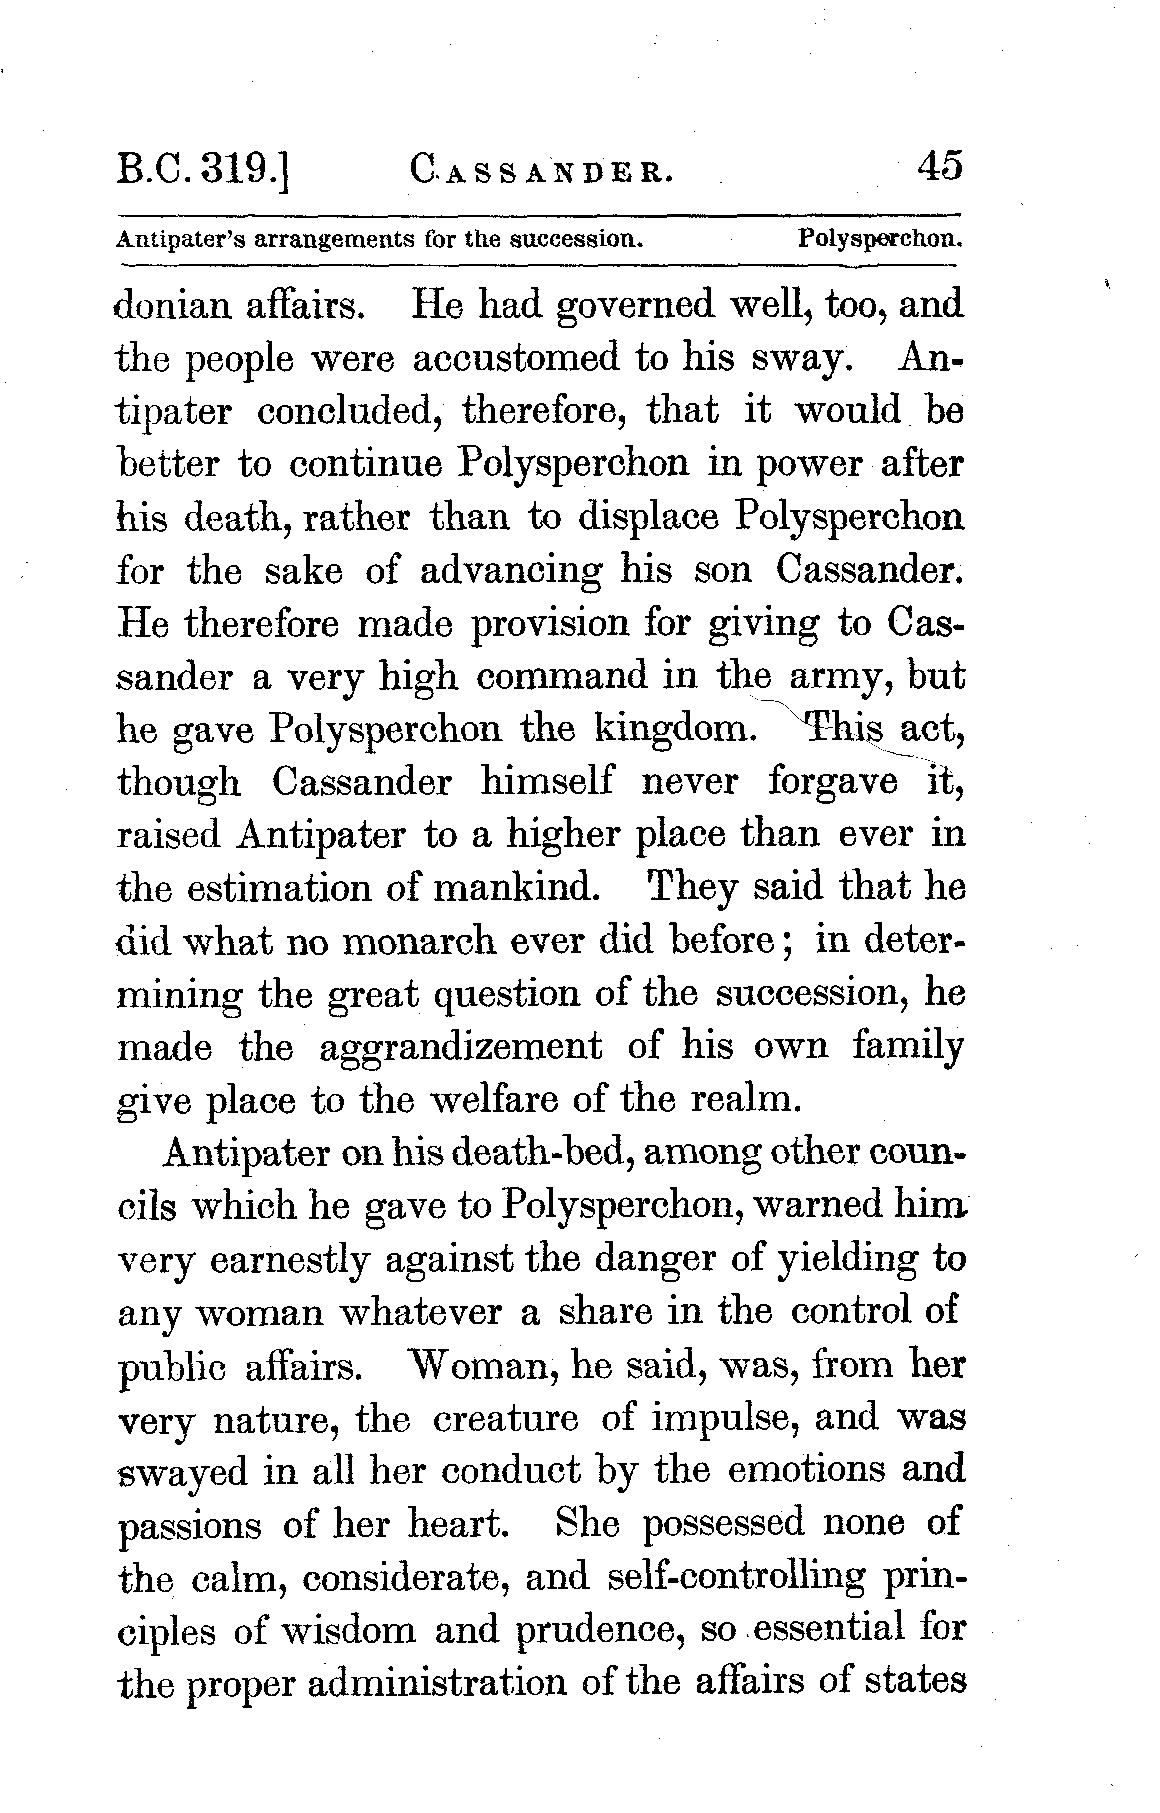 B.C. 319.] CASSANDER. 45
Antipater's arrangements for the succession. Polysperchon.
donian affairs. He had governed well, too, and
the people were accustomed to his sway. An-
tipater concluded, therefore, that it would be
better to continue Polysperchon in power after
his death, rather than to displace Polysperchon
for the sake of advancing his son Cassander.
He therefore made provision for giving to Cas-
sander a very high command in the army, but
he gave Polysperchon the kingdom. This act,
though Cassander himself never forgave it,
raised Antipater to a higher place than ever in
the estimation of mankind. They said that he
did what no monarch ever did before; in deter-
mining the great question of the succession, he
made the aggrandizement of his own family
give place to the welfare of the realm.
Antipater on his death-bed, among other coun-
cils which he gave to Polysperchon, warned him
very earnestly against the danger of yielding to
any woman whatever a share in the control of
public affairs. Woman, he said, was, from her
very nature, the creature of impulse, and was
swayed in all her conduct by the emotions and
passions of her heart. She possessed none of
the calm, considerate, and self-controlling prin-
ciples of wisdom and prudence, so essential for
the proper administration of the affairs of states